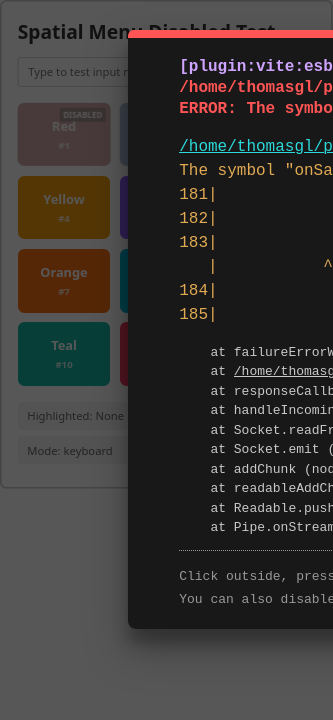 Spatial Menu Disabled Test
Type to test input
DISABLED
Red
#1
Yellow
#4
Orange
#7
Teal
#10
Highlighted: None
Mode: keyboard
[plugin:vite:esb
/home/thomasgl/p
ERROR: The symbo
/home/thomasgl/p
The symbol "onSa
181|
182|
183|
| ^
184|
185|
at failureErrorW
at /home/thomasg
at responseCallb
at handleIncomin
at Socket.readFr
at Socket.emit (
at addChunk (nod
at readableAddCh
at Readable.push
at Pipe.onStream
Click outside, press
You can also disable